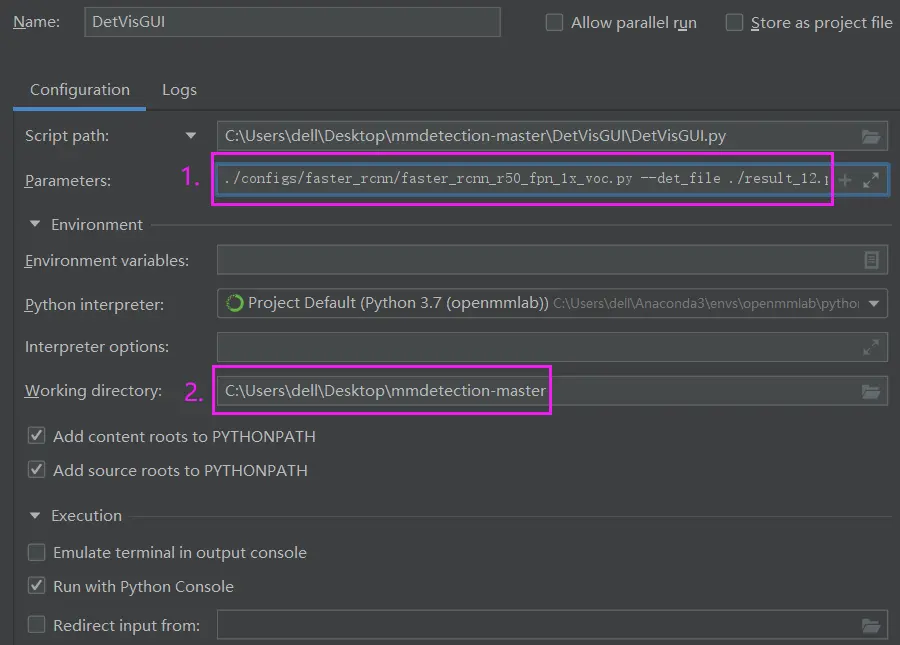 Name: DetVisGUI Allow parallel run Store as project file
Configuration Logs
Script path: C:\Users\dell\Desktop\mmdetection-master\DetVisGUI\DetVisGUI.py
Parameters: 1. ./configs/faster_rcnn/faster_rcnn_r50_fpn_1x_voc.py --det_file ./result_12.p
Environment
Environment variables:
Python interpreter: Project Default (Python 3.7 (openmmlab)) C:\Users\dell\Anaconda3\envs\openmmlab\pytho
Interpreter options:
Working directory: 2. C:\Users\dell\Desktop\mmdetection-master
Add content roots to PYTHONPATH
Add source roots to PYTHONPATH
Execution
Emulate terminal in output console
Run with Python Console
Redirect input from: